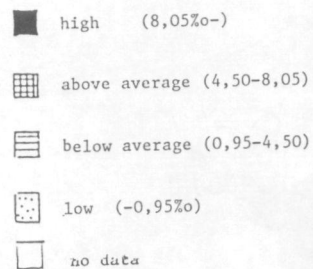 high (8,05%o-)
above average (4,50-8,05)
below average (0,95-4,50)
low (-0,95%o)
no data